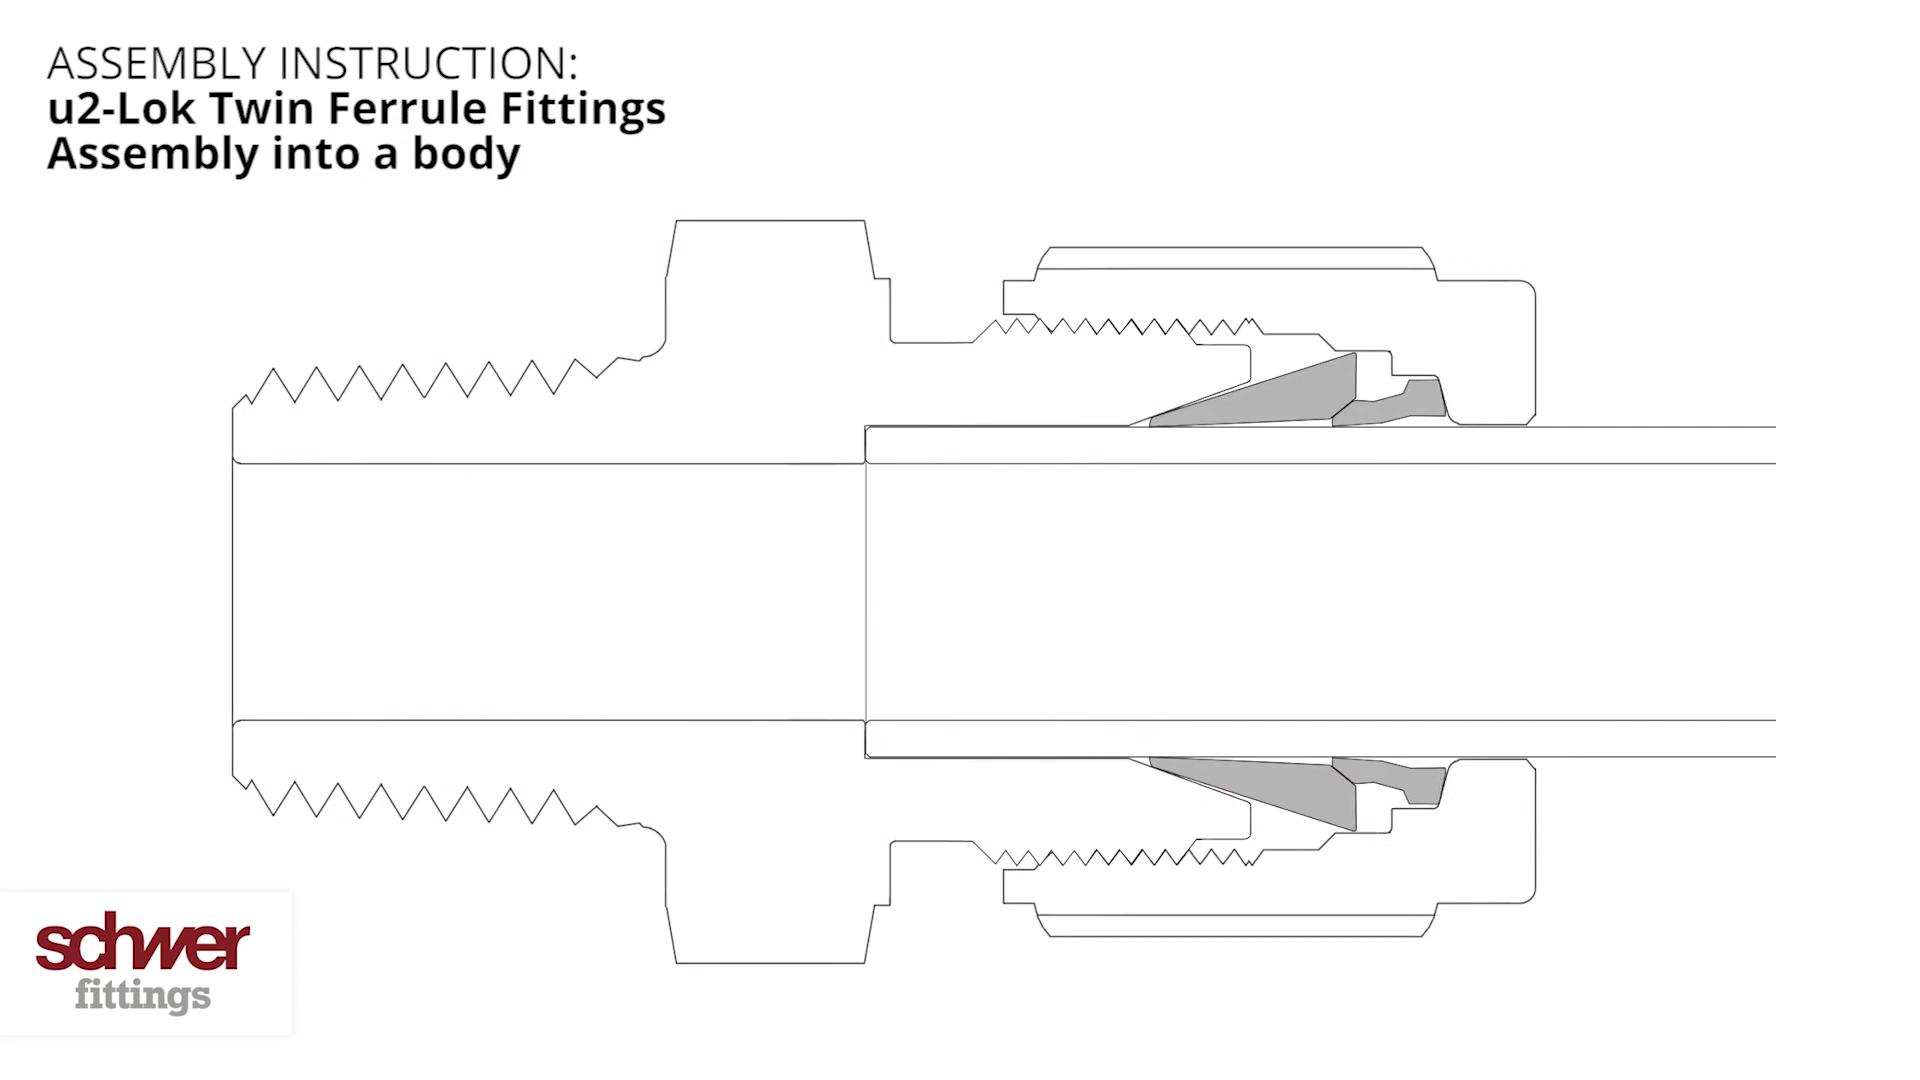 ASSEMBLY INSTRUCTION:
u2-Lok Twin Ferrule Fittings
Assembly into a body
schwer
fittings